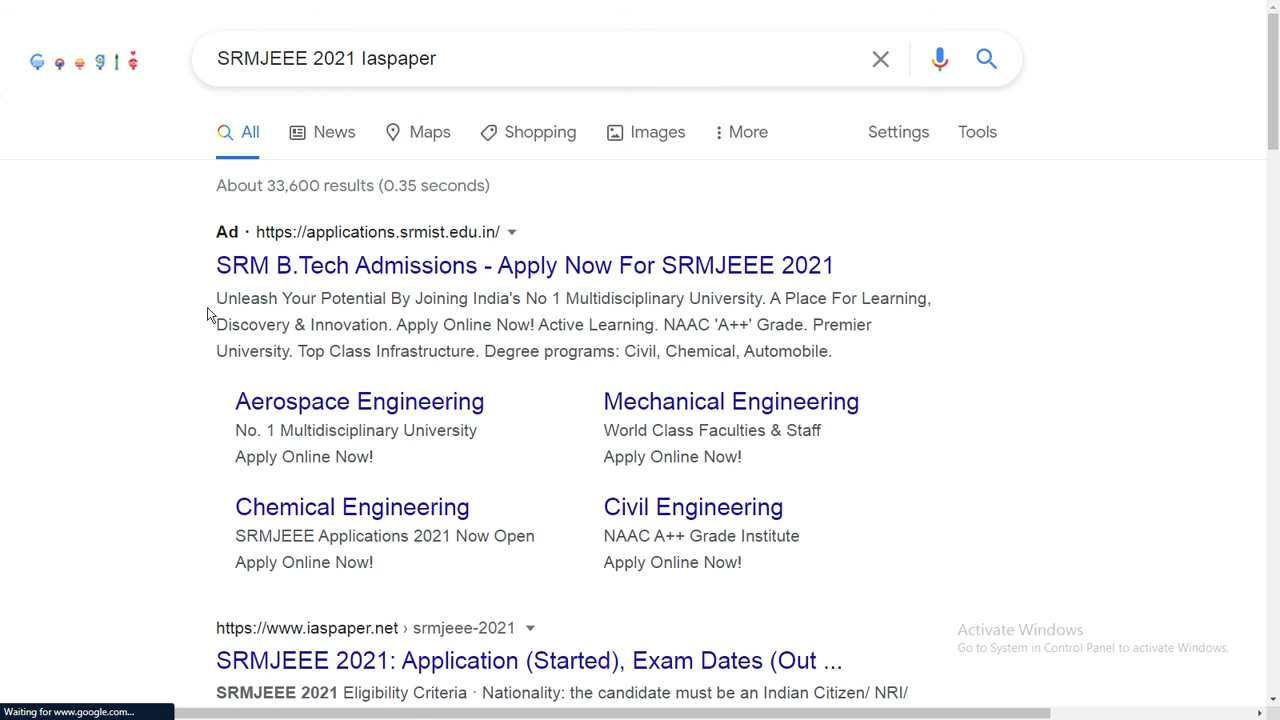 Google
SRMJEEE 2021 Iaspaper
All News Maps Shopping Images More Settings Tools
About 33,600 results (0.35 seconds)
Ad · https://applications.srmist.edu.in/
SRM B.Tech Admissions - Apply Now For SRMJEEE 2021
Unleash Your Potential By Joining India's No 1 Multidisciplinary University. A Place For Learning,
Discovery & Innovation. Apply Online Now! Active Learning. NAAC 'A++' Grade. Premier
University. Top Class Infrastructure. Degree programs: Civil, Chemical, Automobile.
Aerospace Engineering
No. 1 Multidisciplinary University
Apply Online Now!
Mechanical Engineering
World Class Faculties & Staff
Apply Online Now!
Chemical Engineering
SRMJEEE Applications 2021 Now Open
Apply Online Now!
Civil Engineering
NAAC A++ Grade Institute
Apply Online Now!
https://www.iaspaper.net › srmjeee-2021
SRMJEEE 2021: Application (Started), Exam Dates (Out ...
SRMJEEE 2021 Eligibility Criteria · Nationality: the candidate must be an Indian Citizen/ NRI/
Activate Windows
Go to System in Control Panel to activate Windows.
Waiting for www.google.com...